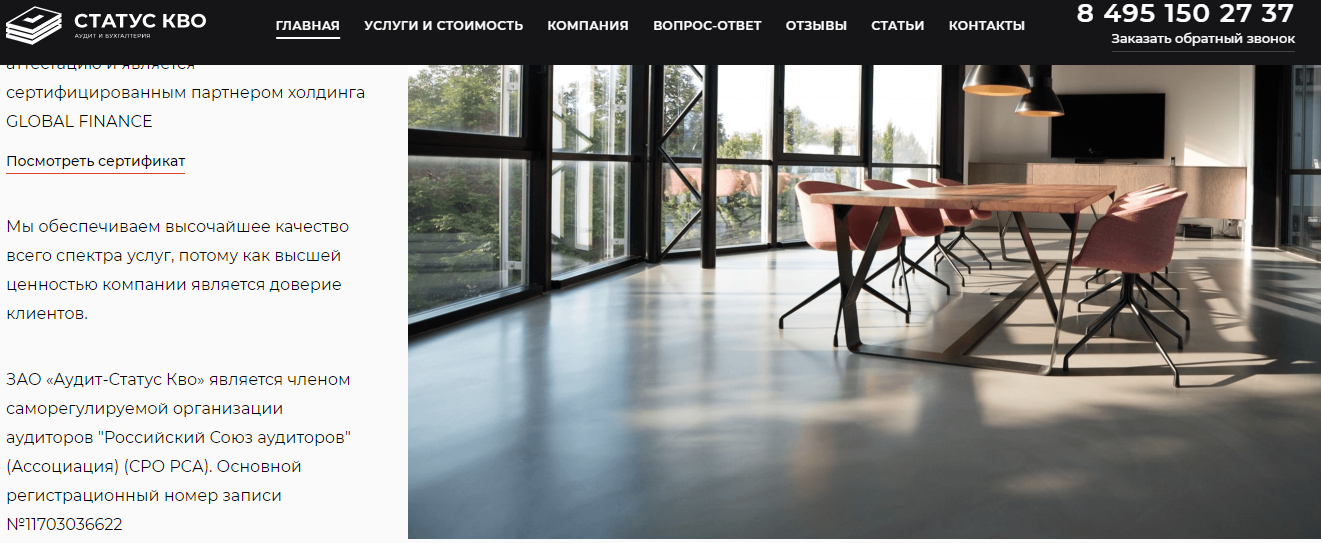 СТАТУС КВО
АУДИТ И БУХГАЛТЕРИЯ
ГЛАВНАЯ УСЛУГИ И СТОИМОСТЬ КОМПАНИЯ ВОПРОС-ОТВЕТ ОТЗЫВЫ СТАТЬИ КОНТАКТЫ
8 495 150 27 37
Заказать обратный звонок
аттестацию и является
сертифицированным партнером холдинга
GLOBAL FINANCE
Посмотреть сертификат
Мы обеспечиваем высочайшее качество
всего спектра услуг, потому как высшей
ценностью компании является доверие
клиентов.
ЗАО «Аудит-Статус Кво» является членом
саморегулируемой организации
аудиторов "Российский Союз аудиторов"
(Ассоциация) (СРО РСА). Основной
регистрационный номер записи
№11703036622